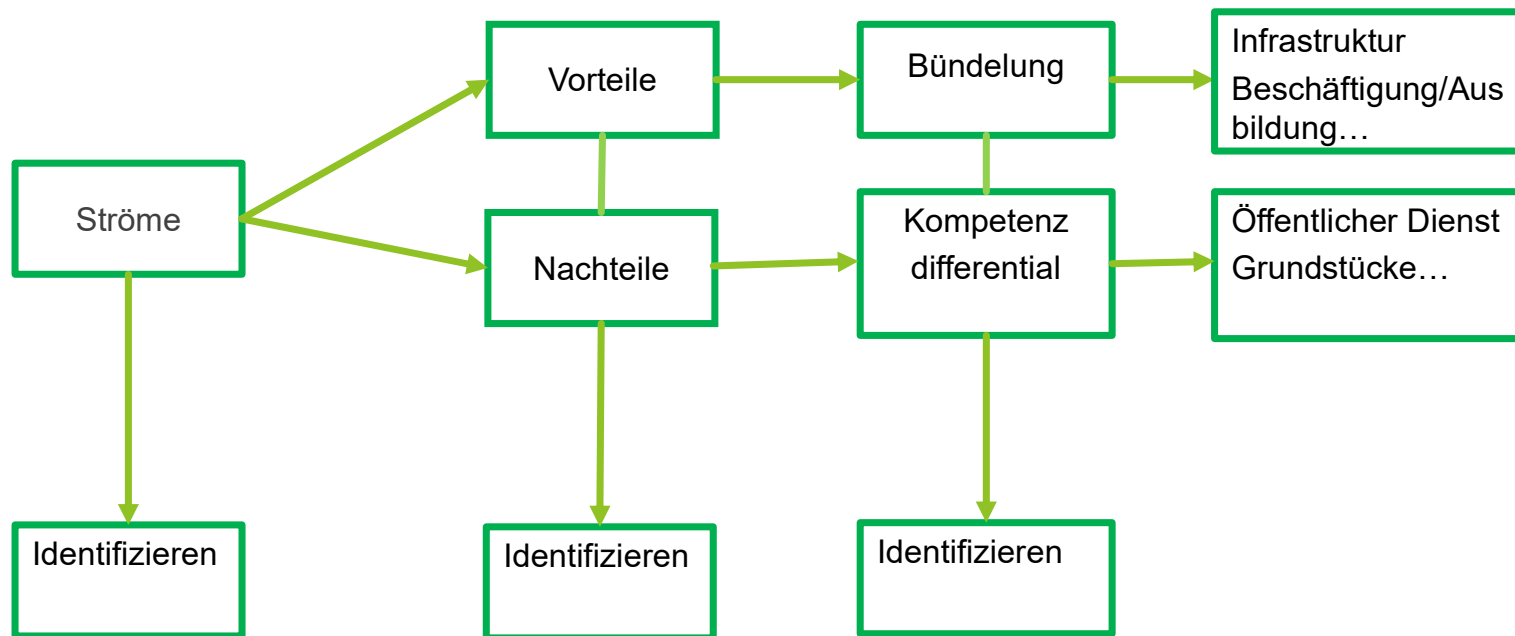 Vorteile
Bündelung
Infrastruktur
Beschäftigung/Aus
bildung…
Ströme
Nachteile
Kompetenz
differential
Öffentlicher Dienst
Grundstücke…
Identifizieren
Identifizieren
Identifizieren